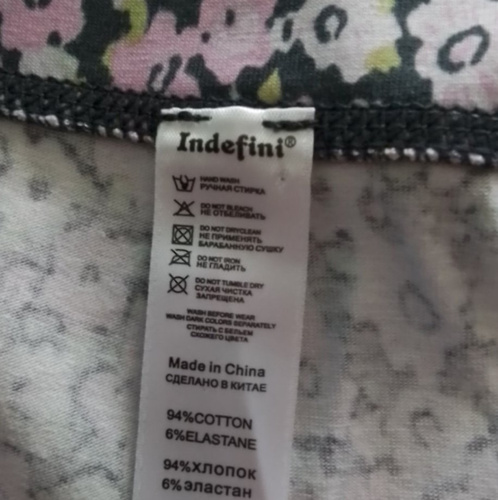 Indefini®
HAND WASH
РУЧНАЯ СТИРКА
DO NOT BLEACH
НЕ ОТБЕЛИВАТЬ
DO NOT DRYCLEAN
НЕ ПРИМЕНЯТЬ
БАРАБАННУЮ СУШКУ
DO NOT IRON
НЕ ГЛАДИТЬ
DO NOT TUMBLE DRY
СУХАЯ ЧИСТКА
ЗАПРЕЩЕНА
WASH BEFORE WEAR
WASH DARK COLORS SEPARATELY
СТИРАТЬ С БЕЛЬЕМ
СХОЖЕГО ЦВЕТА
Made in China
СДЕЛАНО В КИТАЕ
94%COTTON
6%ELASTANE
94%ХЛОПОК
6%эластан